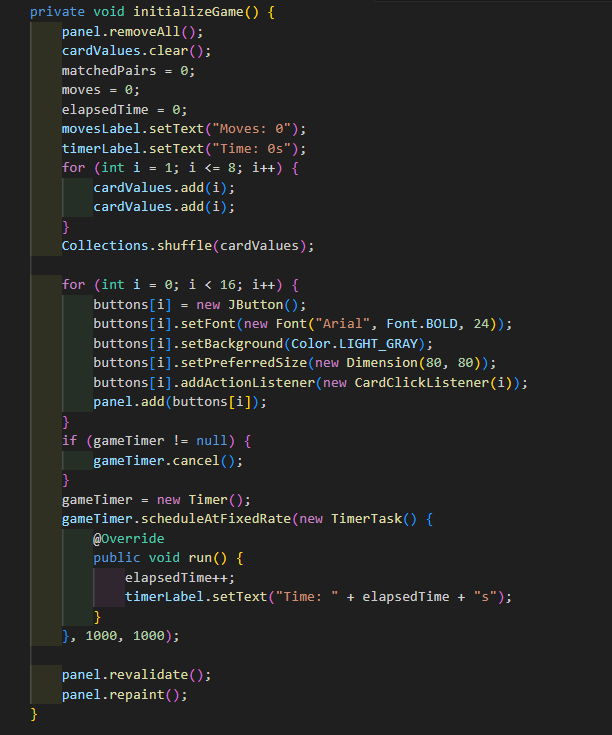 private void initializeGame() {
    panel.removeAll();
    cardValues.clear();
    matchedPairs = 0;
    moves = 0;
    elapsedTime = 0;
    movesLabel.setText("Moves: 0");
    timerLabel.setText("Time: 0s");
    for (int i = 1; i <= 8; i++) {
        cardValues.add(i);
        cardValues.add(i);
    }
    Collections.shuffle(cardValues);

    for (int i = 0; i < 16; i++) {
        buttons[i] = new JButton();
        buttons[i].setFont(new Font("Arial", Font.BOLD, 24));
        buttons[i].setBackground(Color.LIGHT_GRAY);
        buttons[i].setPreferredSize(new Dimension(80, 80));
        buttons[i].addActionListener(new CardClickListener(i));
        panel.add(buttons[i]);
    }
    if (gameTimer != null) {
        gameTimer.cancel();
    }
    gameTimer = new Timer();
    gameTimer.scheduleAtFixedRate(new TimerTask() {
        @Override
        public void run() {
            elapsedTime++;
            timerLabel.setText("Time: " + elapsedTime + "s");
        }
    }, 1000, 1000);

    panel.revalidate();
    panel.repaint();
}